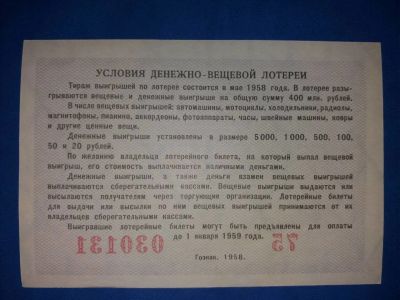 УСЛОВИЯ ДЕНЕЖНО-ВЕЩЕВОЙ ЛОТЕРЕИ
Тираж выигрышей по лотерее состоится в мае 1958 года. В лотерее разы-
грываются вещевые и денежные выигрыши на общую сумму 400 млн. рублей.
В числе вещевых выигрышей: автомашины, мотоциклы, холодильники, радиолы,
магнитофоны, пианино, аккордеоны, фотоаппараты, часы, швейные машины, ковры
и другие ценные вещи.
Денежные выигрыши установлены в размере 5000, 1000, 500, 100,
50 и 20 рублей.
По желанию владельца лотерейного билета, на который выпал вещевой
выигрыш, его стоимость выплачивается наличными деньгами.
Денежные выигрыши, а также деньги взамен вещевых выигрышей
выплачиваются сберегательными кассами. Вещевые выигрыши выдаются или
высылаются получателям через торгующие организации. Лотерейные билеты
для выдачи или высылки по ним вещевых выигрышей принимаются от их
владельцев сберегательными кассами.
Выигравшие лотерейные билеты могут быть предъявлены для оплаты
до 1 января 1959 года.
75 030131
Гознак. 1958.